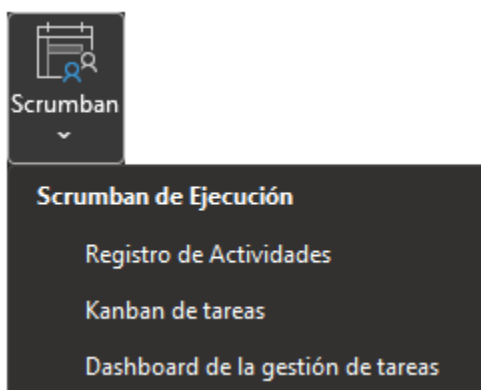 Scrumban
Scrumban de Ejecución
Registro de Actividades
Kanban de tareas
Dashboard de la gestión de tareas